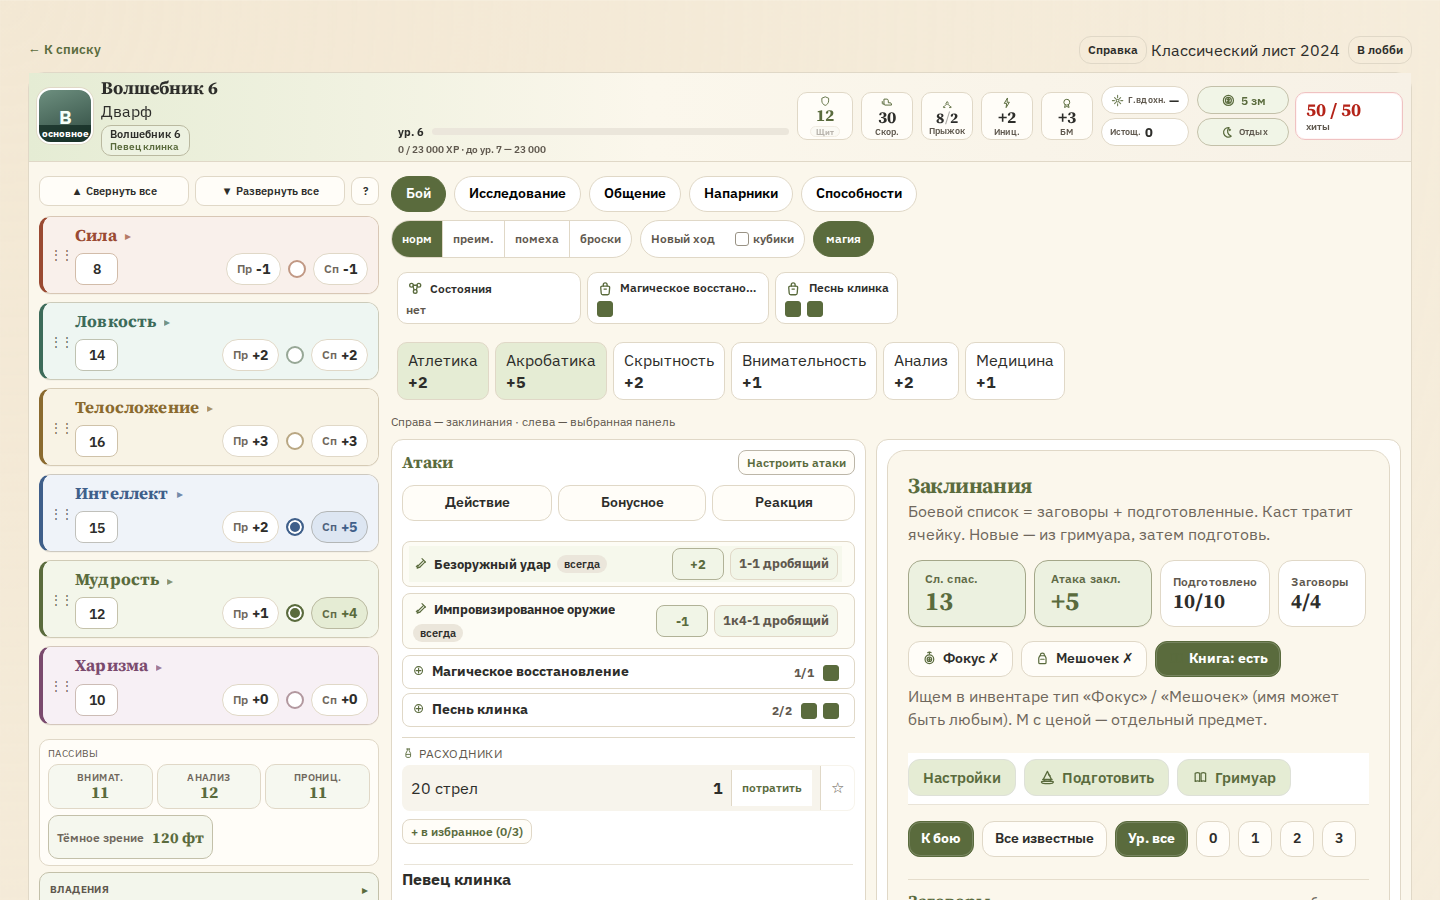 ← К списку
Справка Классический лист 2024 В лобби
В
основное
Волшебник 6
Дварф
Волшебник 6
Певец клинка
ур. 6
0 / 23 000 XP · до ур. 7 — 23 000
12
Щит
30
Скор.
8/2
Прыжок
+2
Иниц.
+3
БМ
Г.вдохн. —
Истощ. 0
5 зм
Отдых
50 / 50
хиты
▲ Свернуть все
▼ Развернуть все
?
Сила ▸
8 Пр -1 Сп -1
Ловкость ▸
14 Пр +2 Сп +2
Телосложение ▸
16 Пр +3 Сп +3
Интеллект ▸
15 Пр +2 Сп +5
Мудрость ▸
12 Пр +1 Сп +4
Харизма ▸
10 Пр +0 Сп +0
ПАССИВЫ
ВНИМАТ.
11
АНАЛИЗ
12
ПРОНИЦ.
11
Тёмное зрение 120 фт
ВЛАДЕНИЯ ▸
Бой Исследование Общение Напарники Способности
норм преим. помеха броски Новый ход кубики магия
Состояния
нет
Магическое восстано...
Песнь клинка
Атлетика
+2
Акробатика
+5
Скрытность
+2
Внимательность
+1
Анализ
+2
Медицина
+1
Справа — заклинания · слева — выбранная панель
Атаки Настроить атаки
Действие Бонусное Реакция
Безоружный удар всегда +2 1-1 дробящий
Импровизированное оружие
всегда
-1 1к4-1 дробящий
Магическое восстановление 1/1
Песнь клинка 2/2
РАСХОДНИКИ
20 стрел 1 потратить ☆
+ в избранное (0/3)
Певец клинка
Заклинания
Боевой список = заговоры + подготовленные. Каст тратит
ячейку. Новые — из гримуара, затем подготовь.
Сл. спас.
13
Атака закл.
+5
Подготовлено
10/10
Заговоры
4/4
Фокус ✗ Мешочек ✗ Книга: есть
Ищем в инвентаре тип «Фокус» / «Мешочек» (имя может
быть любым). М с ценой — отдельный предмет.
Настройки Подготовить Гримуар
К бою Все известные Ур. все 0 1 2 3